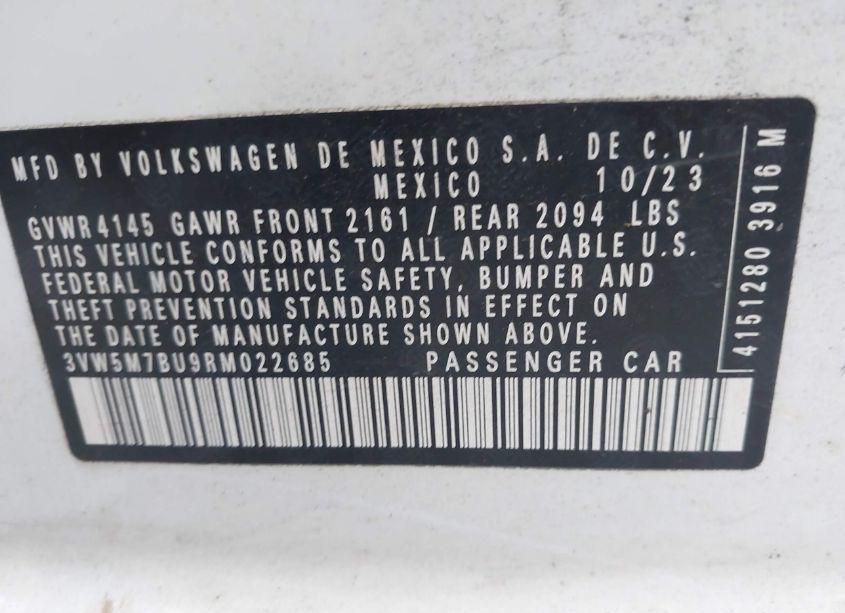 MFD BY VOLKSWAGEN DE MEXICO S.A. DE C.V.
MEXICO 10/23
GVWR 4145 GAWR FRONT 2161 / REAR 2094 LBS
THIS VEHICLE CONFORMS TO ALL APPLICABLE U.S.
FEDERAL MOTOR VEHICLE SAFETY, BUMPER AND
THEFT PREVENTION STANDARDS IN EFFECT ON
THE DATE OF MANUFACTURE SHOWN ABOVE.
3VW5M7BU9RM022685 PASSENGER CAR
4151280 3916 M